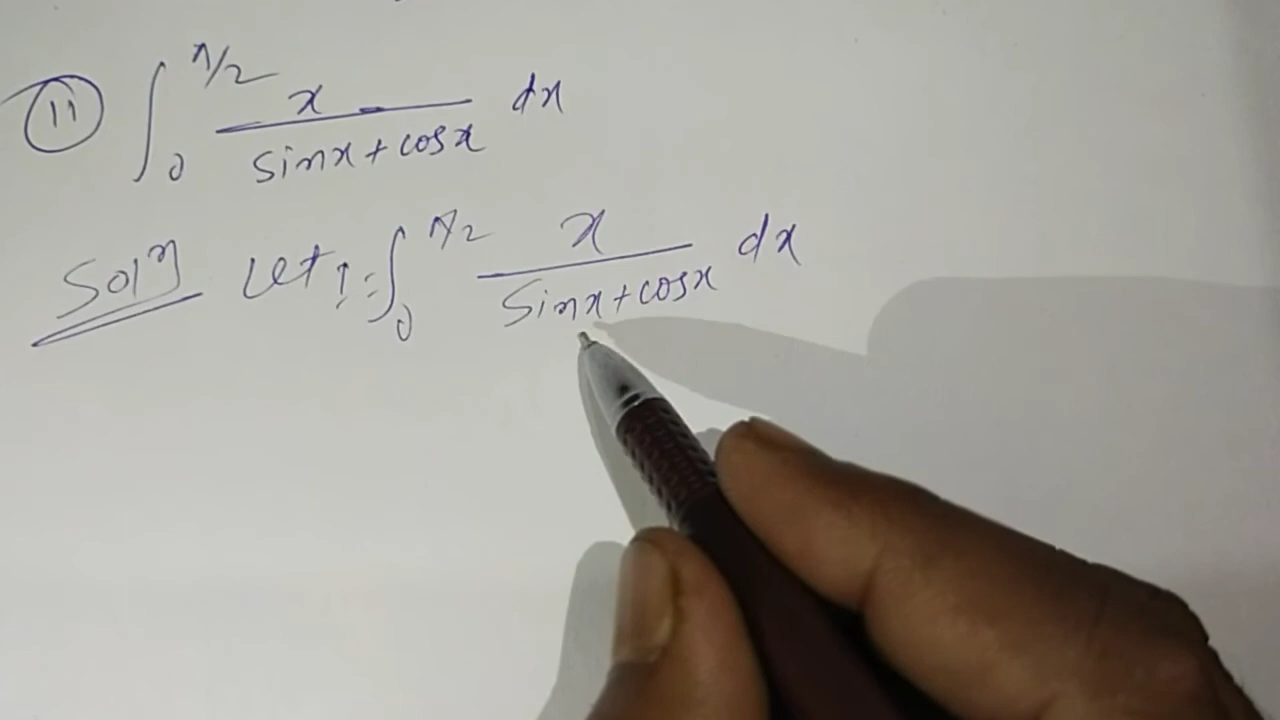 11 ∫₀^(π/2) x/(sinx+cosx) dx
Solⁿ Let I = ∫₀^(π/2) x/(sinx+cosx) dx